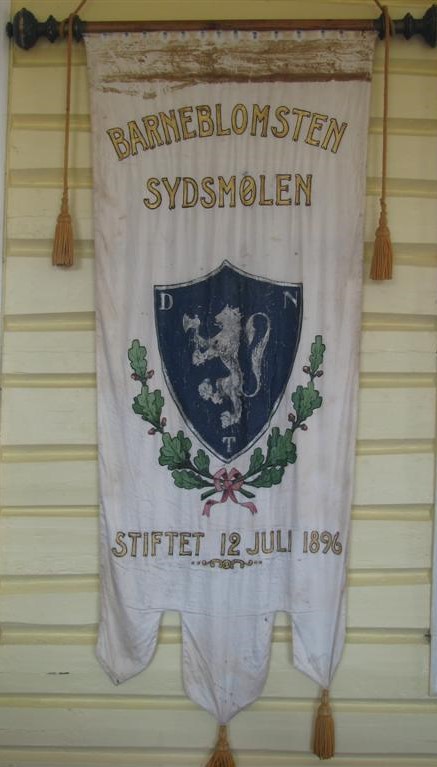 BARNEBLOMSTEN
SYDSMØLEN
D N
T
STIFTET 12 JULI 1896